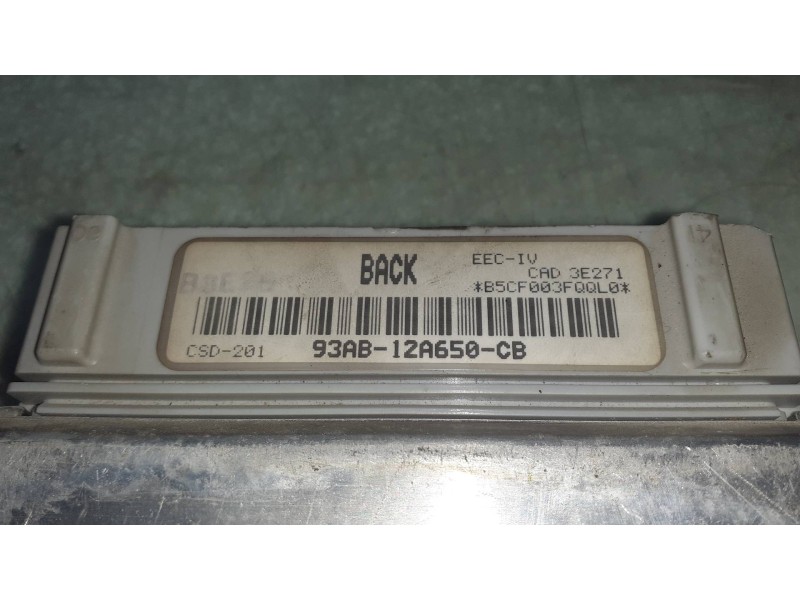 BACK
EEC-IV
CAD 3E271
*B5CF003FQQL0*
CSD-201
93AB-12A650-CB